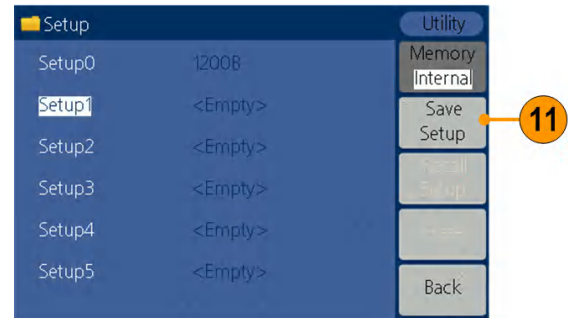 Setup
Utility
Setup0 1200B
Memory
Internal
Setup1 <Empty>
Save
Setup
11
Setup2 <Empty>
Recall
Setup
Setup3 <Empty>
Setup4 <Empty>
Setup5 <Empty>
Back